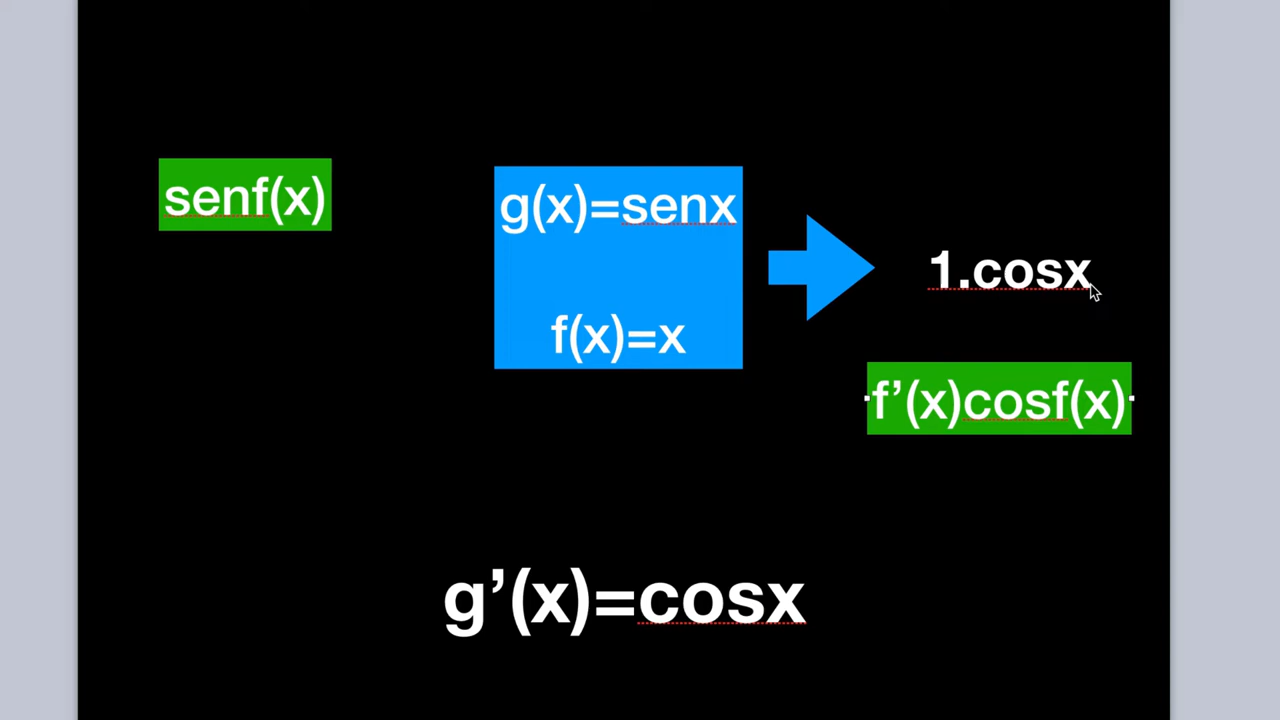 senf(x)
g(x)=senx
f(x)=x
1.cosx
f’(x)cosf(x)
g’(x)=cosx